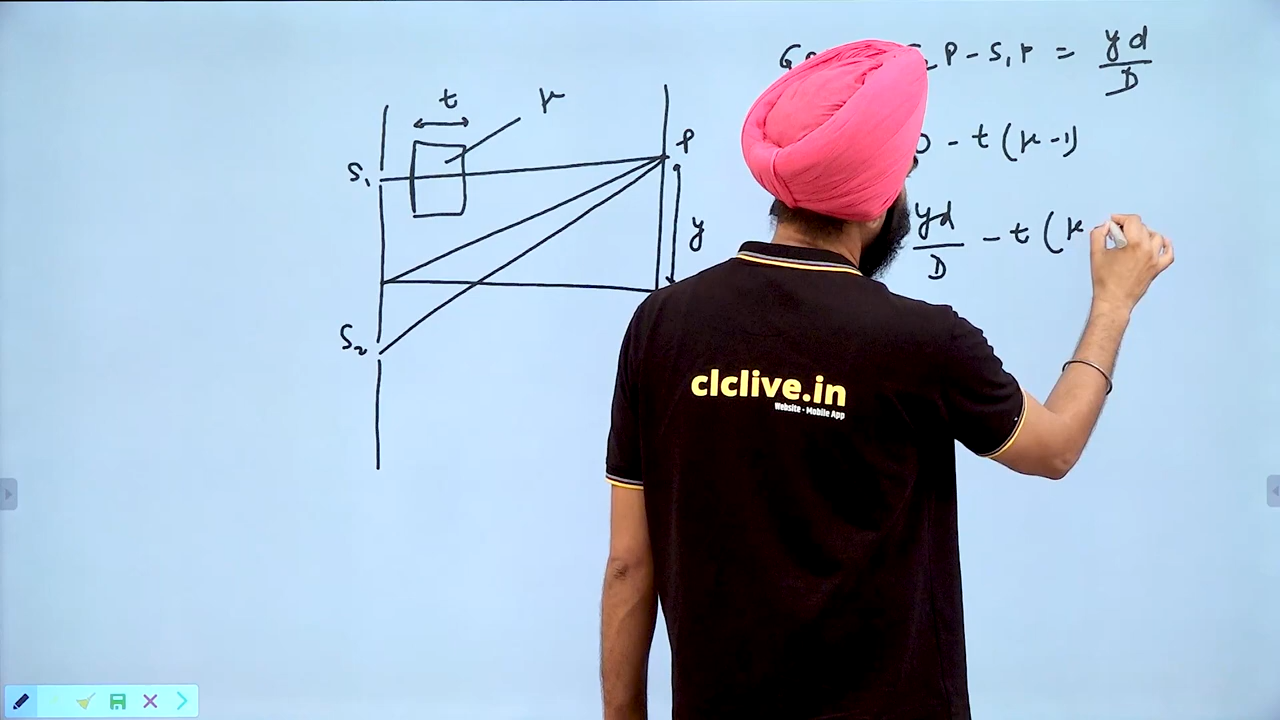 S₂P - S₁P = yd/D
- t (μ - 1)
yd/D - t (μ
t
μ
S₁
P
y
S₂
clclive.in
Website - Mobile App